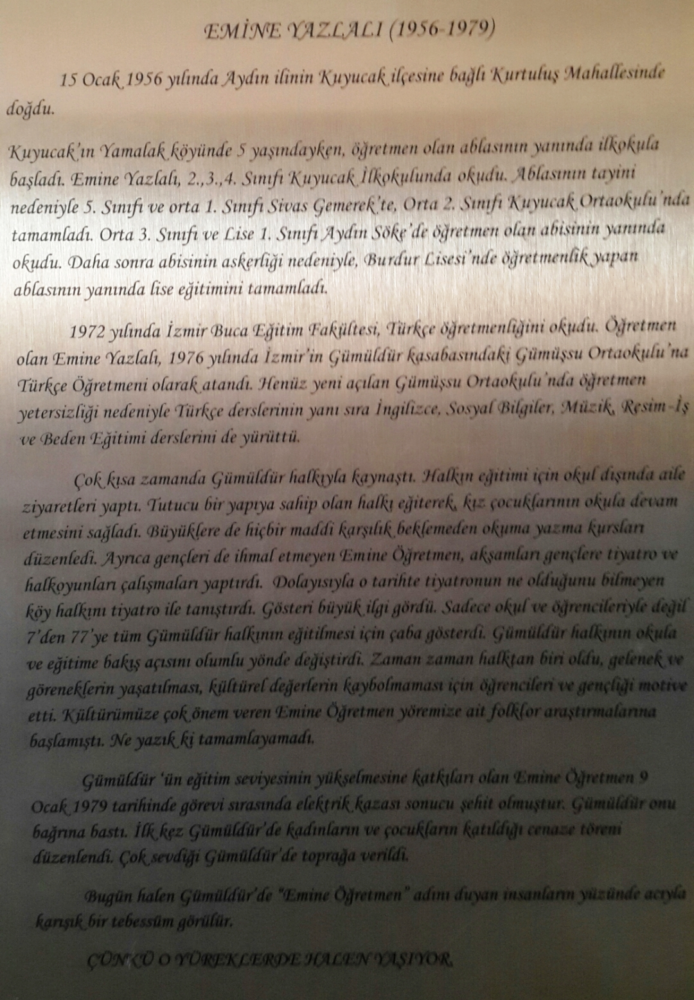 EMİNE YAZLALI (1956-1979)
15 Ocak 1956 yılında Aydın ilinin Kuyucak ilçesine bağlı Kurtuluş Mahallesinde
doğdu.
Kuyucak'ın Yamalak köyünde 5 yaşındayken, öğretmen olan ablasının yanında ilkokula
başladı. Emine Yazlalı, 2.,3.,4. Sınıfı Kuyucak İlkokulunda okudu. Ablasının tayini
nedeniyle 5. Sınıfı ve orta 1. Sınıfı Sivas Gemerek'te, Orta 2. Sınıfı Kuyucak Ortaokulu'nda
tamamladı. Orta 3. Sınıfı ve Lise 1. Sınıfı Aydın Söke'de öğretmen olan abisinin yanında
okudu. Daha sonra abisinin askerliği nedeniyle, Burdur Lisesi'nde öğretmenlik yapan
ablasının yanında lise eğitimini tamamladı.
1972 yılında İzmir Buca Eğitim Fakültesi, Türkçe öğretmenliğini okudu. Öğretmen
olan Emine Yazlalı, 1976 yılında İzmir'in Gümüldür kasabasındaki Gümüşsu Ortaokulu'na
Türkçe Öğretmeni olarak atandı. Henüz yeni açılan Gümüşsu Ortaokulu'nda öğretmen
yetersizliği nedeniyle Türkçe derslerinin yanı sıra İngilizce, Sosyal Bilgiler, Müzik, Resim-İş
ve Beden Eğitimi derslerini de yürüttü.
Çok kısa zamanda Gümüldür halkıyla kaynaştı. Halkın eğitimi için okul dışında aile
ziyaretleri yaptı. Tutucu bir yapıya sahip olan halkı eğiterek, kız çocuklarının okula devam
etmesini sağladı. Büyüklere de hiçbir maddi karşılık beklemeden okuma yazma kursları
düzenledi. Ayrıca gençleri de ihmal etmeyen Emine Öğretmen, akşamları gençlere tiyatro ve
halkoyunları çalışmaları yaptırdı. Dolayısıyla o tarihte tiyatronun ne olduğunu bilmeyen
köy halkını tiyatro ile tanıştırdı. Gösteri büyük ilgi gördü. Sadece okul ve öğrencileriyle değil
7'den 77'ye tüm Gümüldür halkının eğitilmesi için çaba gösterdi. Gümüldür halkının okula
ve eğitime bakış açısını olumlu yönde değiştirdi. Zaman zaman halktan biri oldu, gelenek ve
göreneklerin yaşatılması, kültürel değerlerin kaybolmaması için öğrencileri ve gençliği motive
etti. Kültürümüze çok önem veren Emine Öğretmen yöremize ait folklor araştırmalarına
başlamıştı. Ne yazık ki tamamlayamadı.
Gümüldür 'ün eğitim seviyesinin yükselmesine katkıları olan Emine Öğretmen 9
Ocak 1979 tarihinde görevi sırasında elektrik kazası sonucu şehit olmuştur. Gümüldür onu
bağrına bastı. İlk kez Gümüldür'de kadınların ve çocukların katıldığı cenaze töreni
düzenlendi. Çok sevdiği Gümüldür'de toprağa verildi.
Bugün halen Gümüldür'de "Emine Öğretmen" adını duyan insanların yüzünde acıyla
karışık bir tebessüm görülür.
ÇÜNKÜ O YÜREKLERDE HALEN YAŞIYOR.